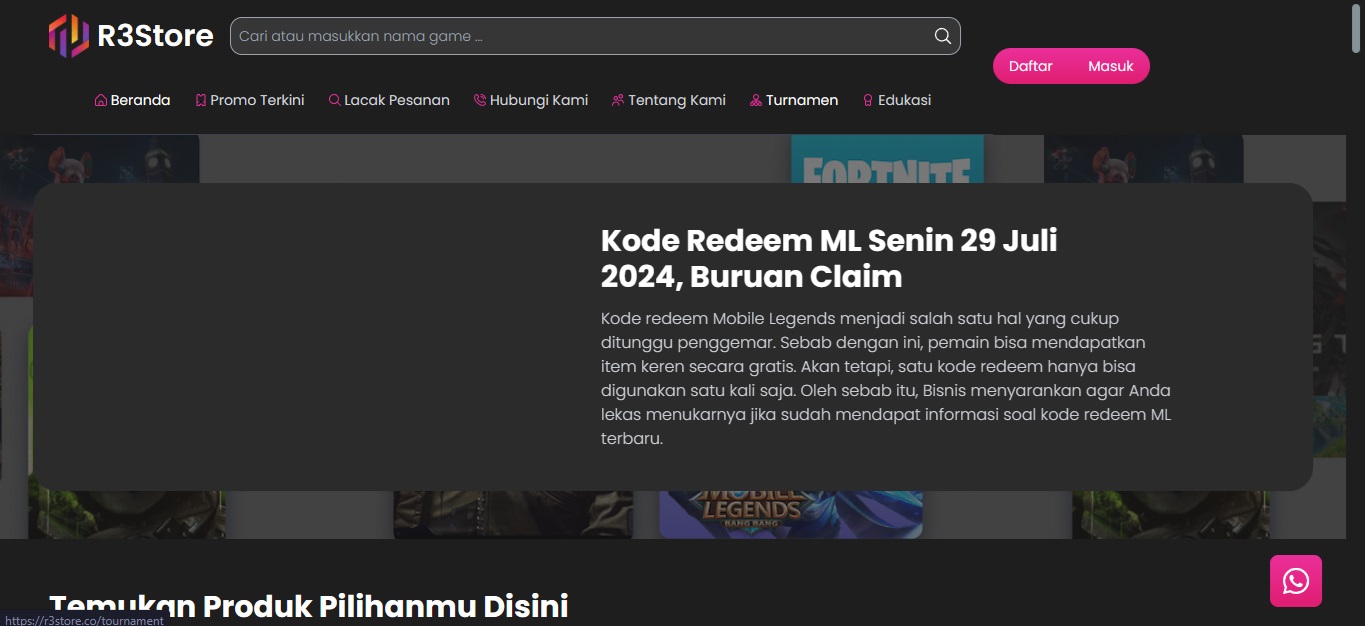 R3Store
Cari atau masukkan nama game ...
Daftar
Masuk
Beranda
Promo Terkini
Lacak Pesanan
Hubungi Kami
Tentang Kami
Turnamen
Edukasi
FORTNITE
Kode Redeem ML Senin 29 Juli
2024, Buruan Claim
Kode redeem Mobile Legends menjadi salah satu hal yang cukup
ditunggu penggemar. Sebab dengan ini, pemain bisa mendapatkan
item keren secara gratis. Akan tetapi, satu kode redeem hanya bisa
digunakan satu kali saja. Oleh sebab itu, Bisnis menyarankan agar Anda
lekas menukarnya jika sudah mendapat informasi soal kode redeem ML
terbaru.
MOBILE
LEGENDS
BANG BANG
Temukan Produk Pilihanmu Disini
https://r3store.co/tournament